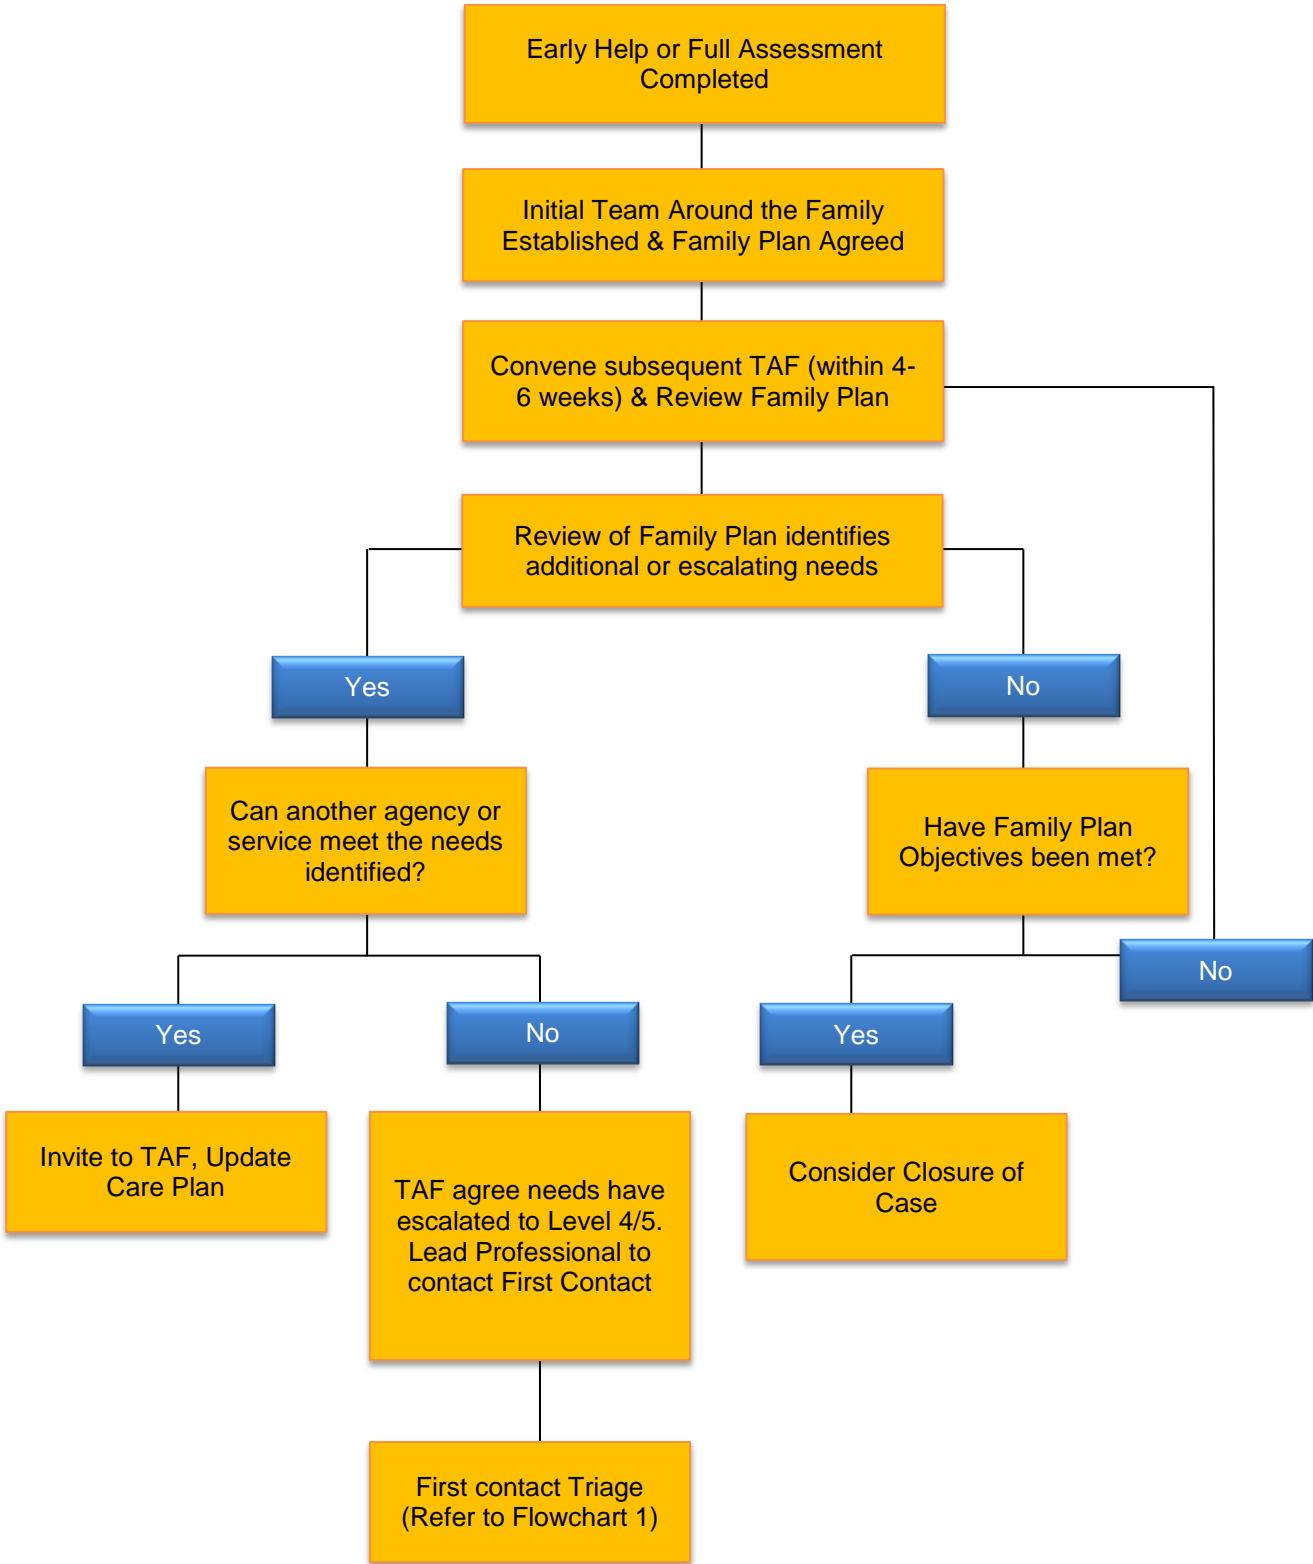 Early Help or Full Assessment
Completed
Initial Team Around the Family
Established & Family Plan Agreed
Convene subsequent TAF (within 4-
6 weeks) & Review Family Plan
Review of Family Plan identifies
additional or escalating needs
Yes
No
Can another agency or
service meet the needs
identified?
Have Family Plan
Objectives been met?
No
Yes
No
Yes
Invite to TAF, Update
Care Plan
TAF agree needs have
escalated to Level 4/5.
Lead Professional to
contact First Contact
Consider Closure of
Case
First contact Triage
(Refer to Flowchart 1)